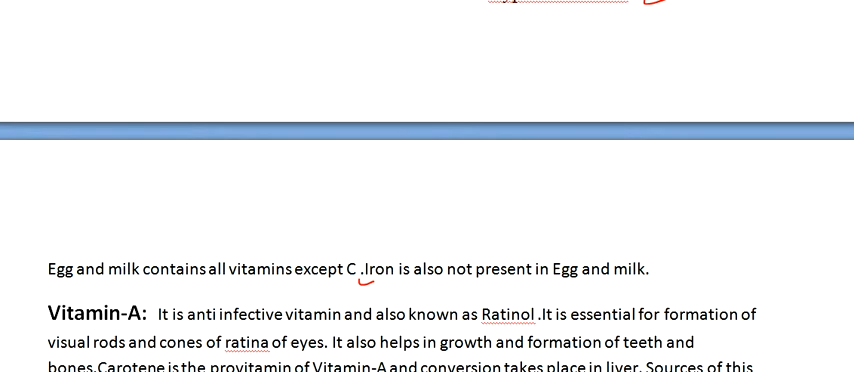 Egg and milk contains all vitamins except C .Iron is also not present in Egg and milk.
Vitamin-A: It is anti infective vitamin and also known as Ratinol .It is essential for formation of
visual rods and cones of ratina of eyes. It also helps in growth and formation of teeth and
bones.Carotene is the provitamin of Vitamin-A and conversion takes place in liver. Sources of this